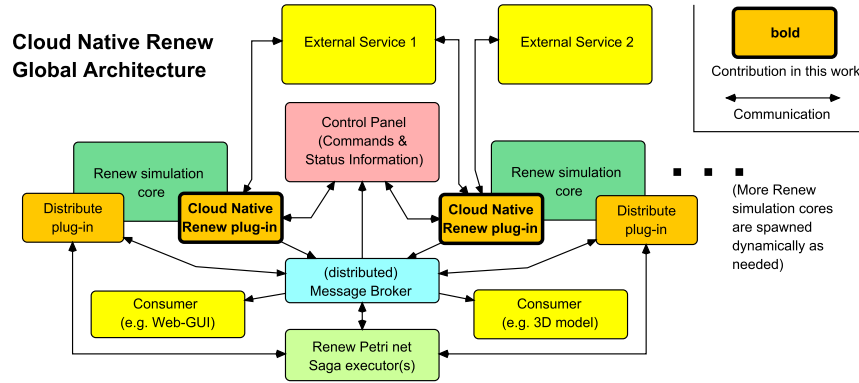 Cloud Native Renew
Global Architecture
External Service 1
External Service 2
bold
Contribution in this work
Communication
Control Panel
(Commands &
Status Information)
Renew simulation
core
Renew simulation
core
(More Renew
simulation cores
are spawned
dynamically as
needed)
Distribute
plug-in
Cloud Native
Renew plug-in
Cloud Native
Renew plug-in
Distribute
plug-in
(distributed)
Message Broker
Consumer
(e.g. Web-GUI)
Consumer
(e.g. 3D model)
Renew Petri net
Saga executor(s)